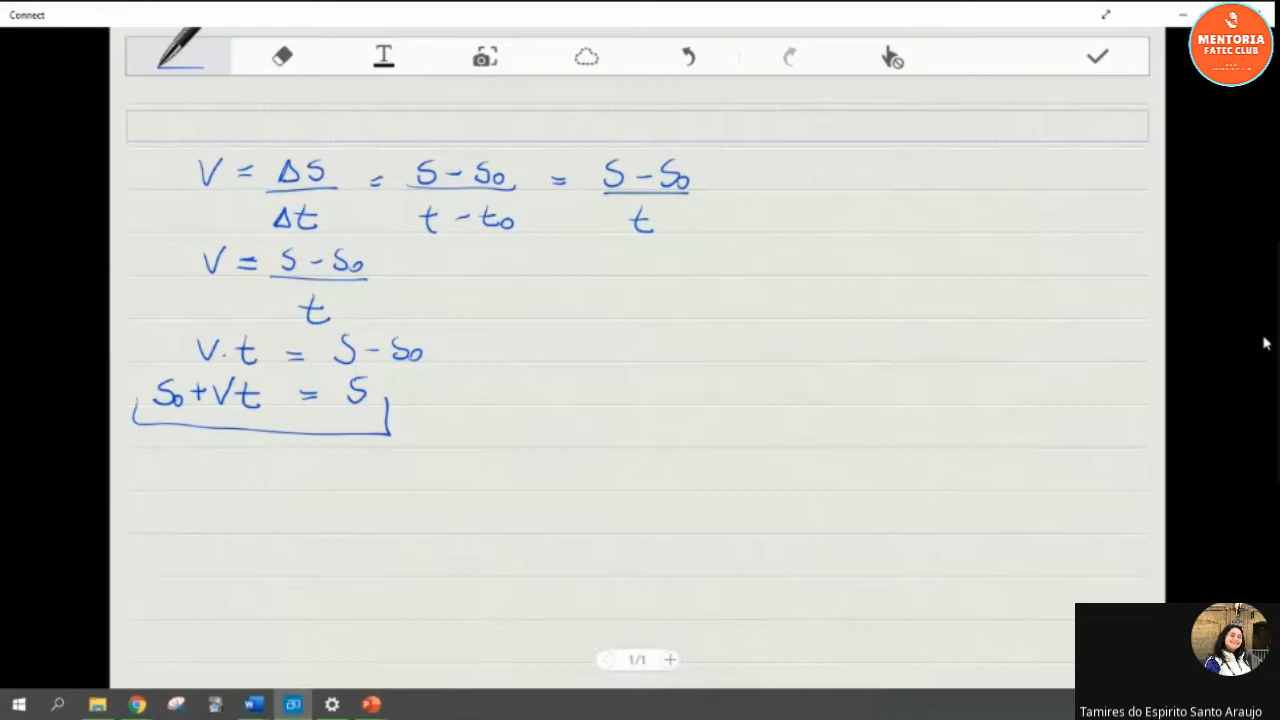 Connect
MENTORIA
FATEC CLUB
T
V = ΔS/Δt = S - S₀/t - t₀ = S - S₀/t
V = S - S₀/t
V. t = S - S₀
S₀ + Vt = S
1/1
Tamires do Espirito Santo Araujo